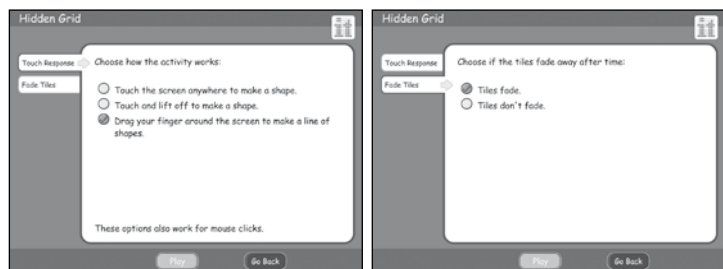 Hidden Grid
it
Touch Response
Fade Tiles
Choose how the activity works:
Touch the screen anywhere to make a shape.
Touch and lift off to make a shape.
Drag your finger around the screen to make a line of
shapes.
These options also work for mouse clicks.
Play
Go Back
Hidden Grid
it
Touch Response
Fade Tiles
Choose if the tiles fade away after time:
Tiles fade.
Tiles don't fade.
Play
Go Back